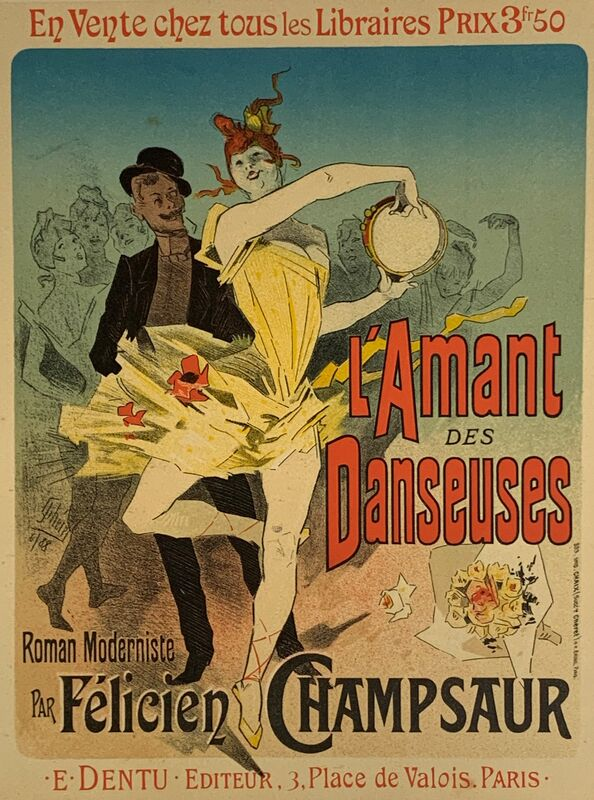 En Vente chez tous les Libraires PRIX 3fr50
L'Amant
DES
Danseuses
Chéret
Roman Moderniste
PAR Félicien CHAMPSAUR
·E·DENTU·EDITEUR, 3, Place de Valois. PARIS·